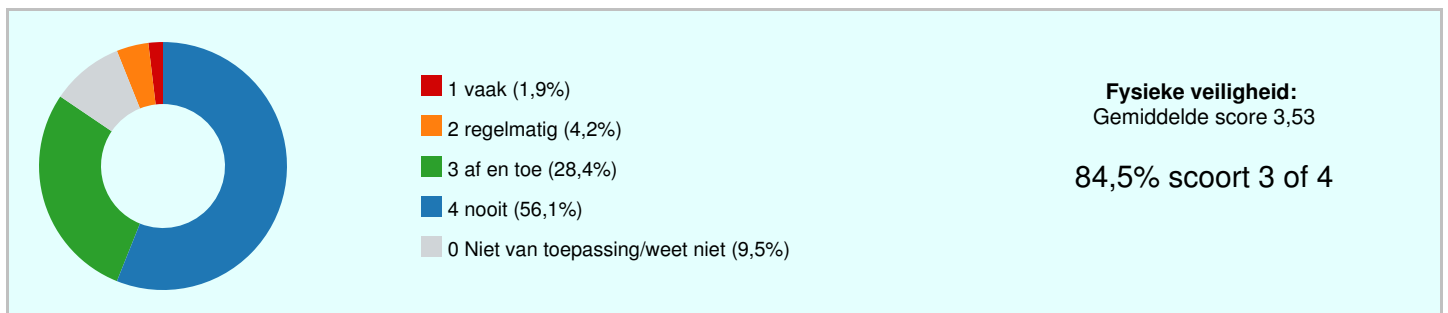 1 vaak (1,9%)
2 regelmatig (4,2%)
3 af en toe (28,4%)
4 nooit (56,1%)
0 Niet van toepassing/weet niet (9,5%)
Fysieke veiligheid:
Gemiddelde score 3,53
84,5% scoort 3 of 4